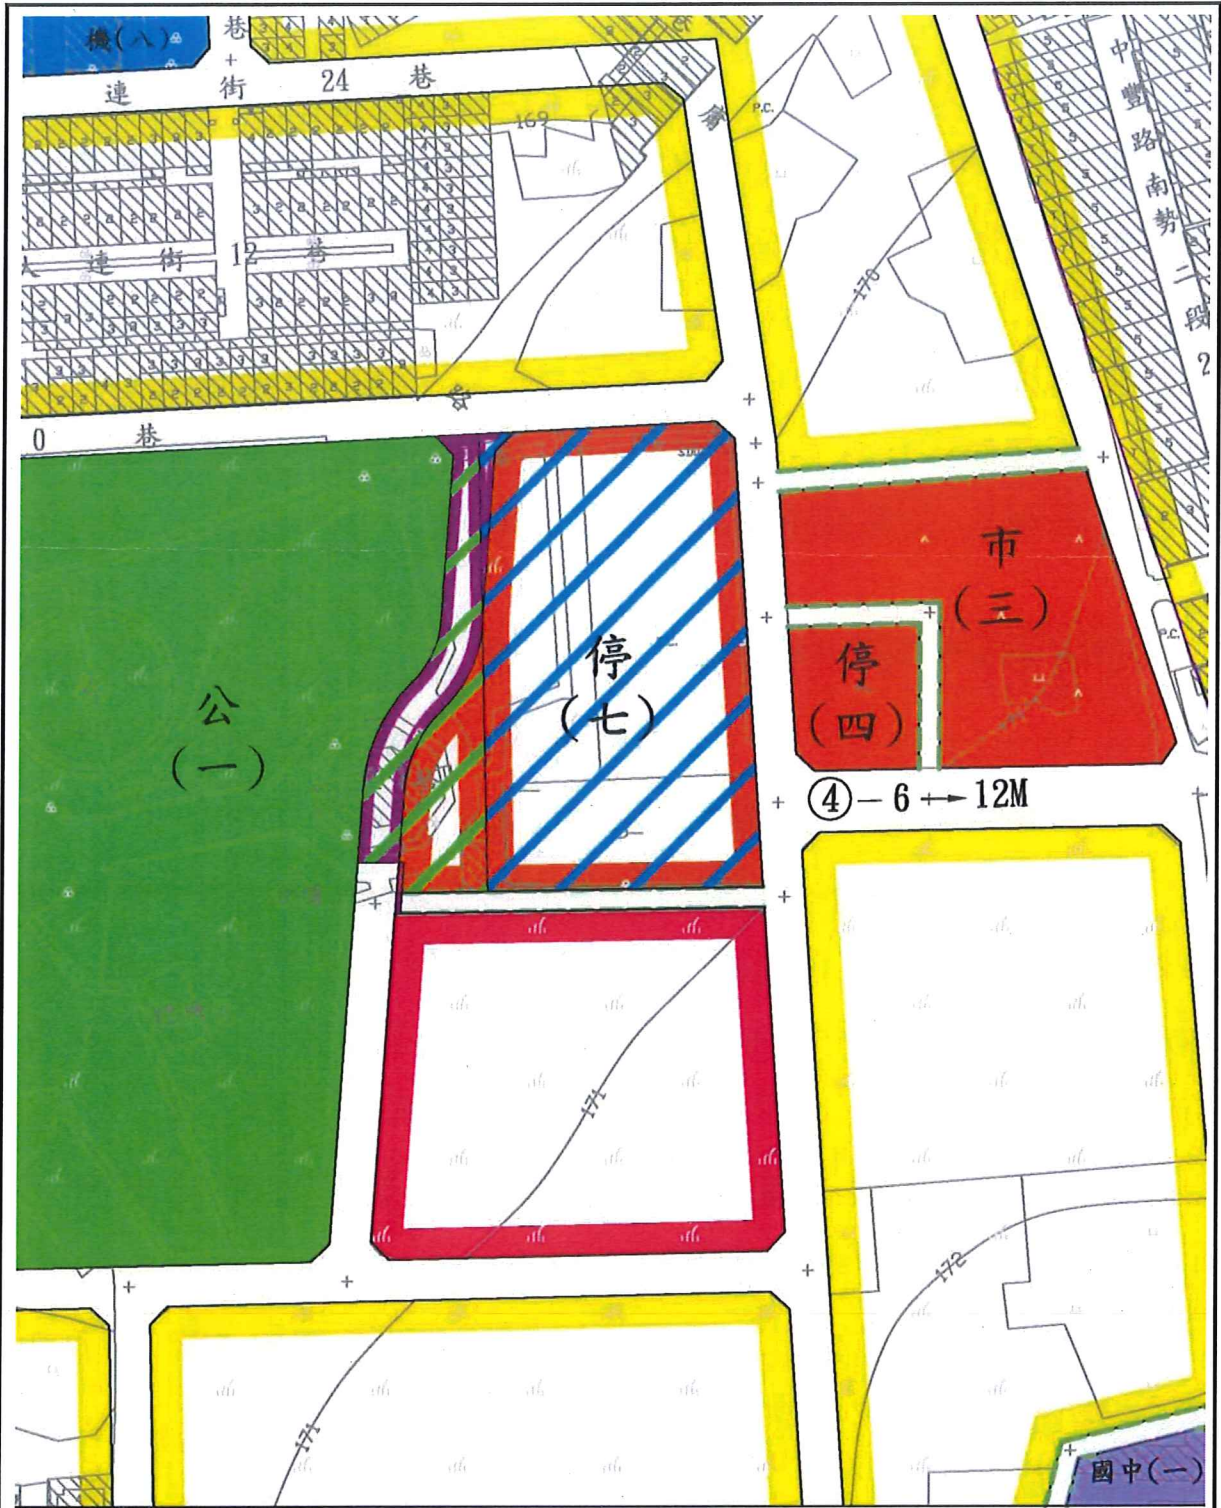 機(八)
巷
連 街 24 巷
169
P.C.
中豐路南勢二段2
連 街 12 巷
170
0 巷
市
(三)
停
(七)
停
(四)
P.C.
公
(一)
④－6 ⟷ 12M
171
172
171
國中(一)